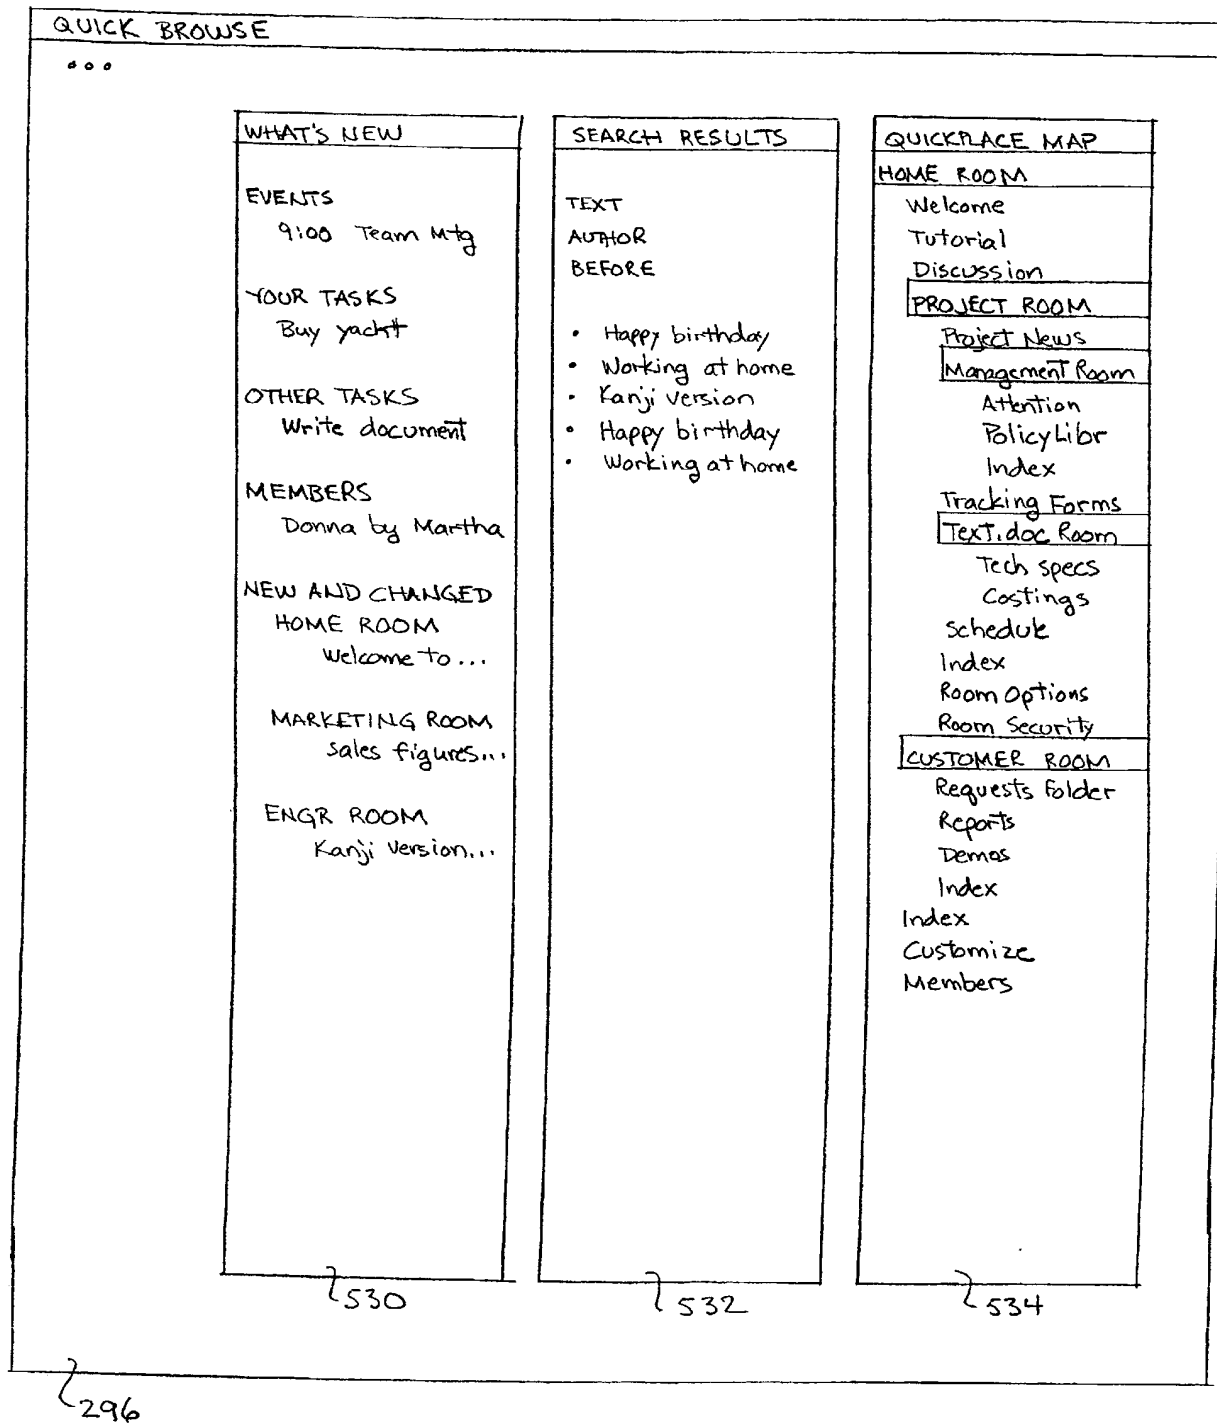 QUICK BROWSE
...
WHAT'S NEW
EVENTS
9:00 Team Mtg
YOUR TASKS
Buy yacht
OTHER TASKS
Write document
MEMBERS
Donna by Martha
NEW AND CHANGED
HOME ROOM
Welcome to...
MARKETING ROOM
Sales figures...
ENGR ROOM
Kanji Version...
530
SEARCH RESULTS
TEXT
AUTHOR
BEFORE
• Happy birthday
• Working at home
• Kanji version
• Happy birthday
• Working at home
532
QUICKPLACE MAP
HOME ROOM
Welcome
Tutorial
Discussion
PROJECT ROOM
Project News
Management Room
Attention
Policy Libr
Index
Tracking Forms
Text.doc Room
Tech specs
Costings
Schedule
Index
Room Options
Room Security
CUSTOMER ROOM
Requests Folder
Reports
Demos
Index
Index
Customize
Members
534
296